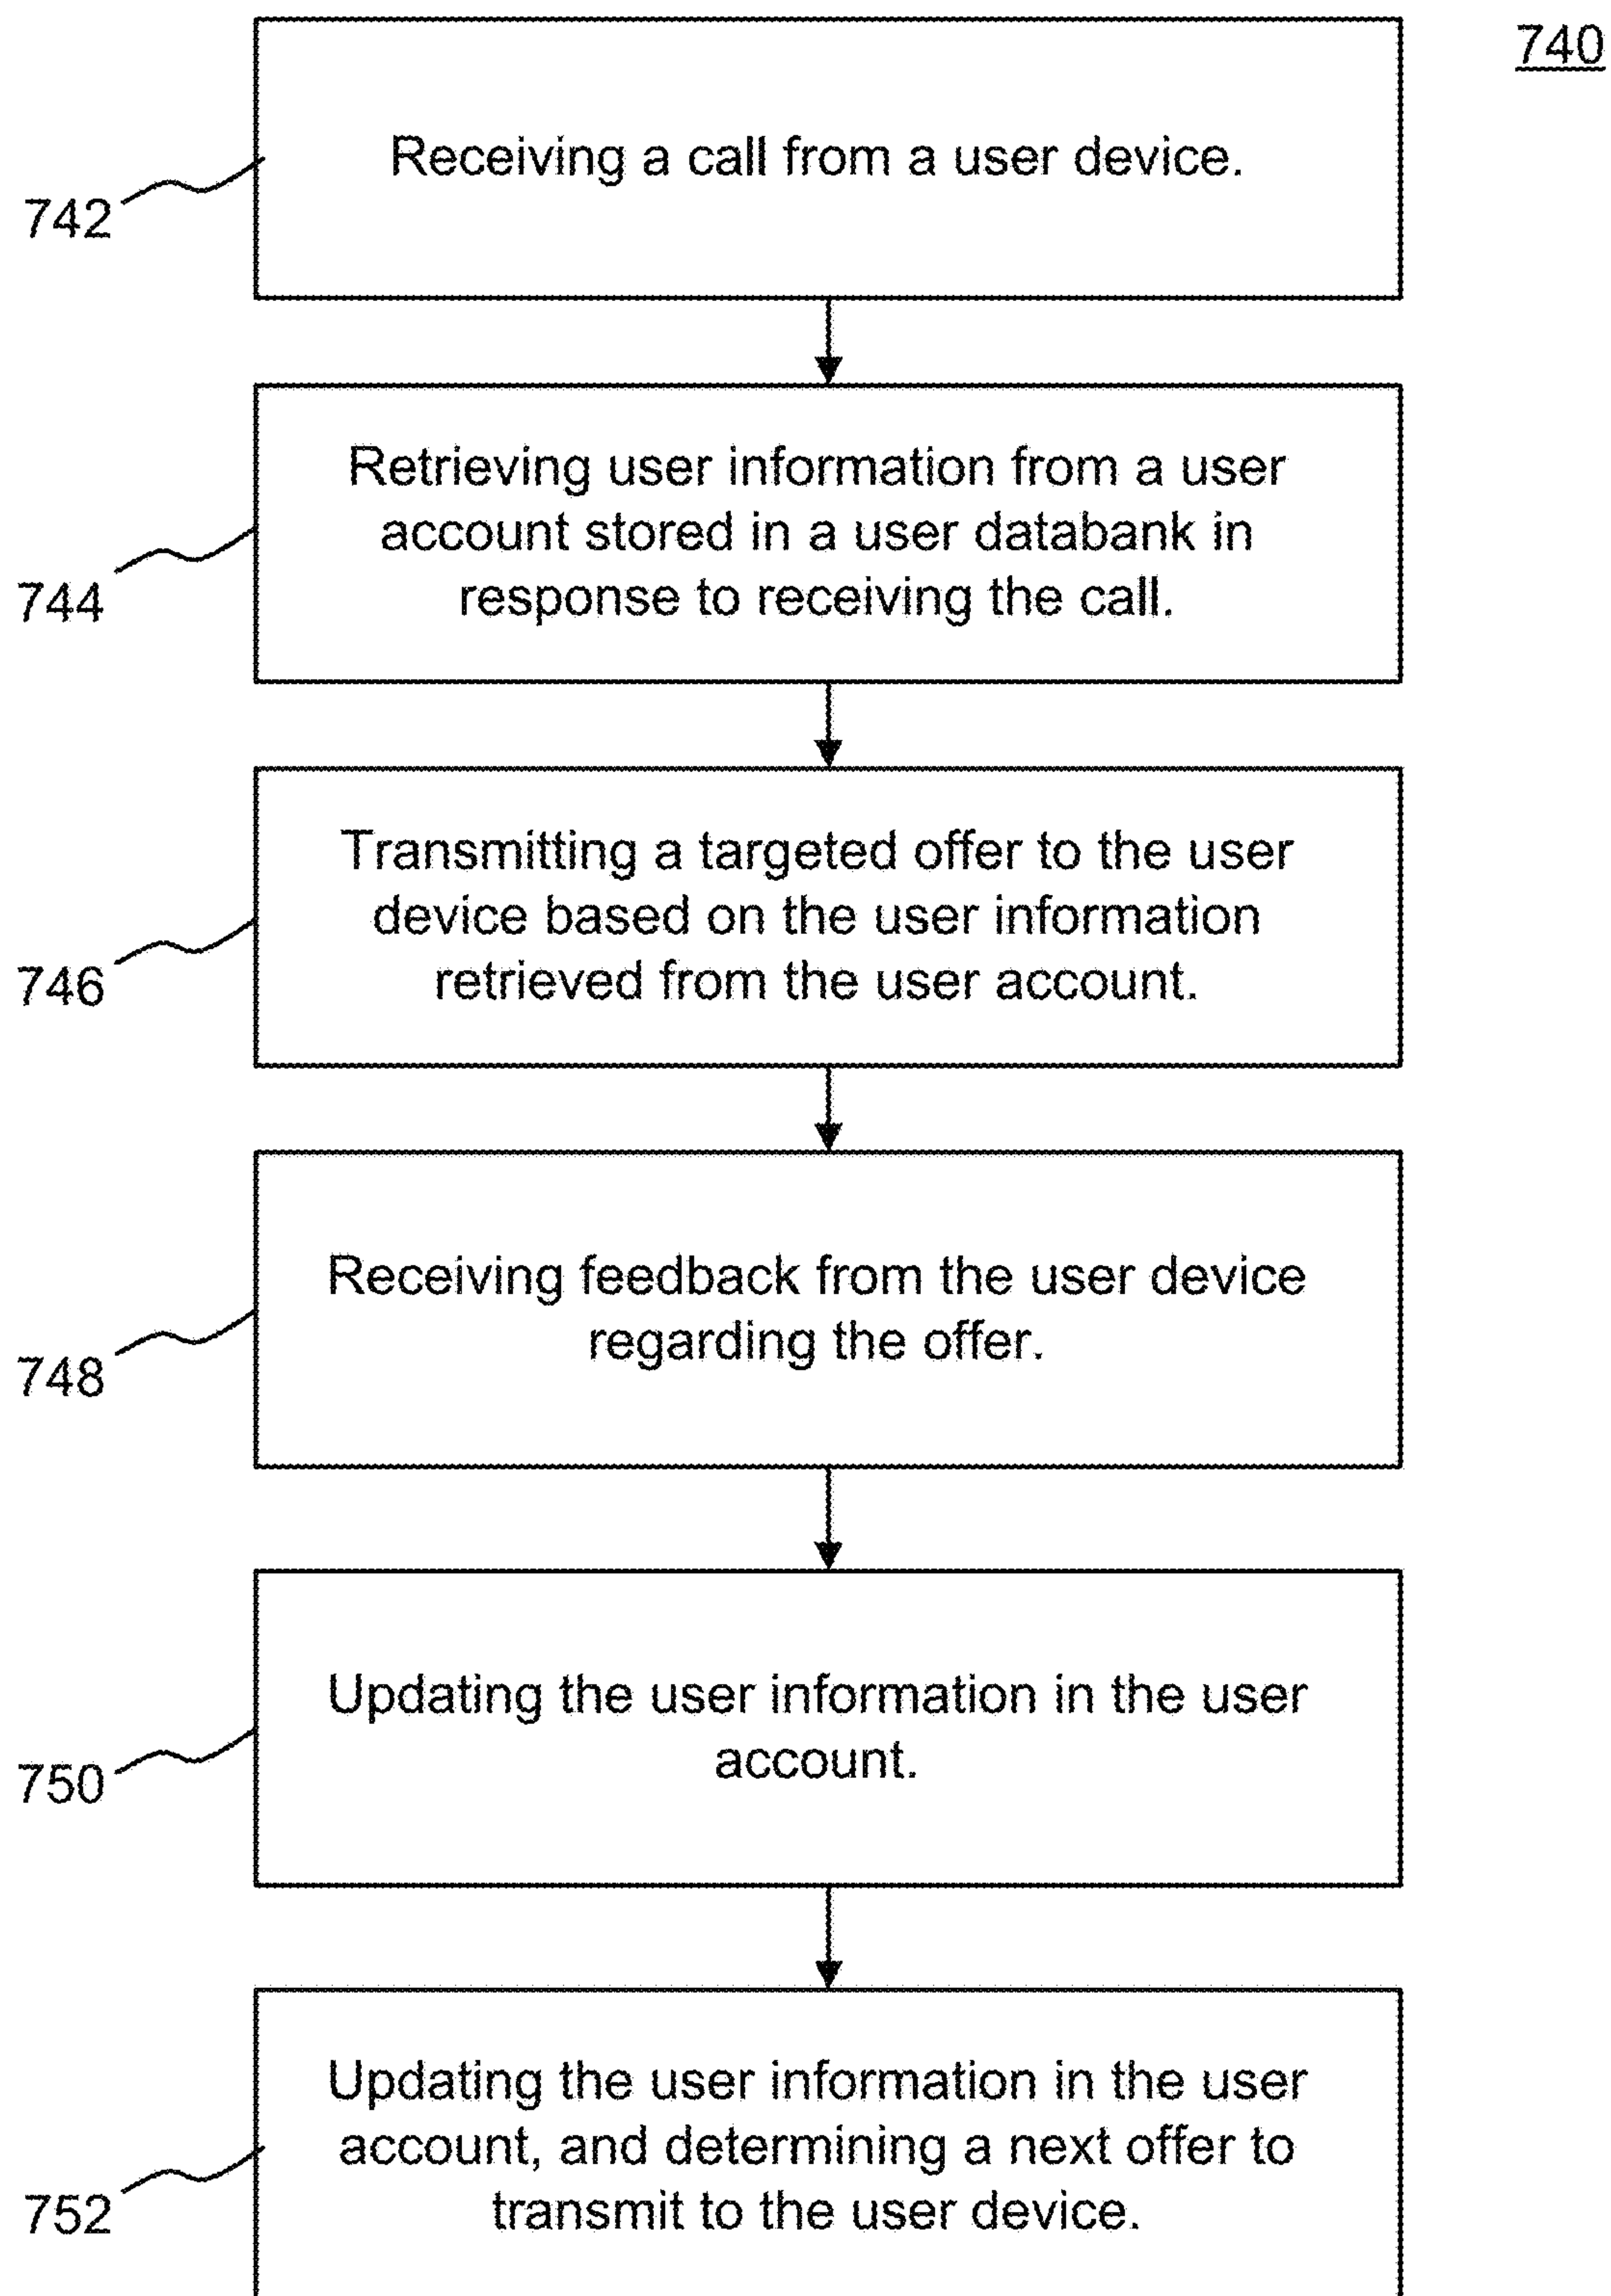 740
Receiving a call from a user device.
742
Retrieving user information from a user
account stored in a user databank in
response to receiving the call.
744
Transmitting a targeted offer to the user
device based on the user information
retrieved from the user account.
746
Receiving feedback from the user device
regarding the offer.
748
Updating the user information in the user
account.
750
Updating the user information in the user
account, and determining a next offer to
transmit to the user device.
752